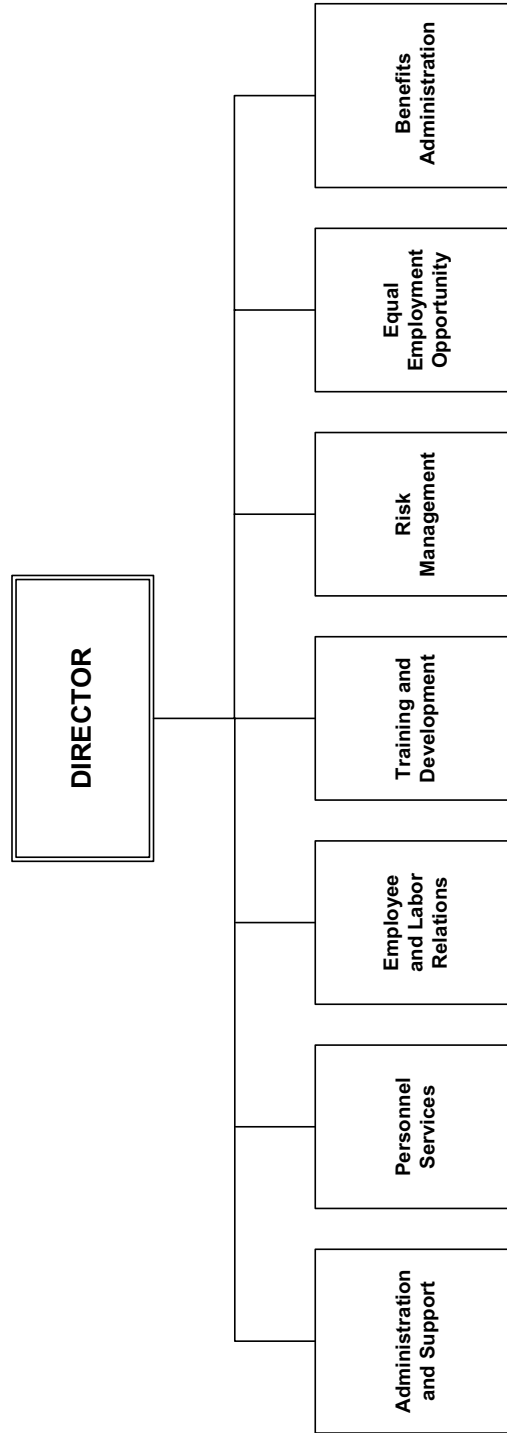 DIRECTOR
Administration
and Support
Personnel
Services
Employee
and Labor
Relations
Training and
Development
Risk
Management
Equal
Employment
Opportunity
Benefits
Administration